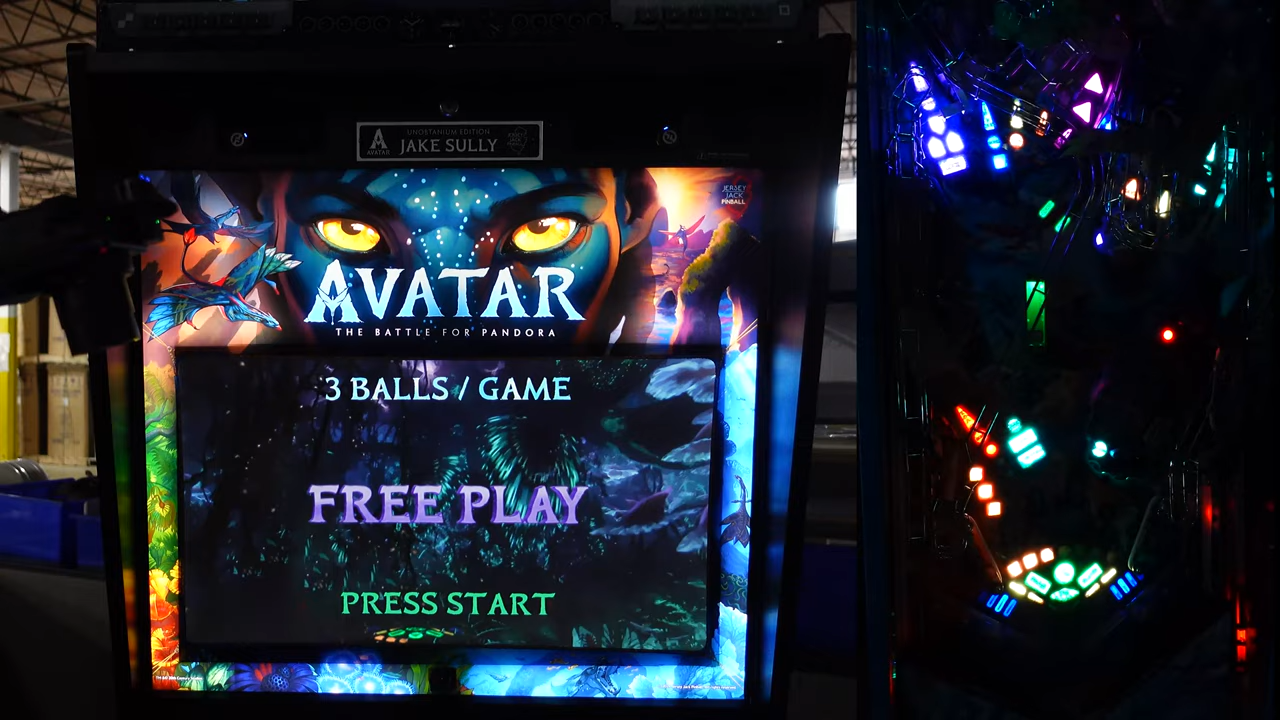 UNOBTANIUM EDITION
JAKE SULLY
AVATAR
JERSEY
JACK
PINBALL
AVATAR
THE BATTLE FOR PANDORA
3 BALLS / GAME
FREE PLAY
PRESS START